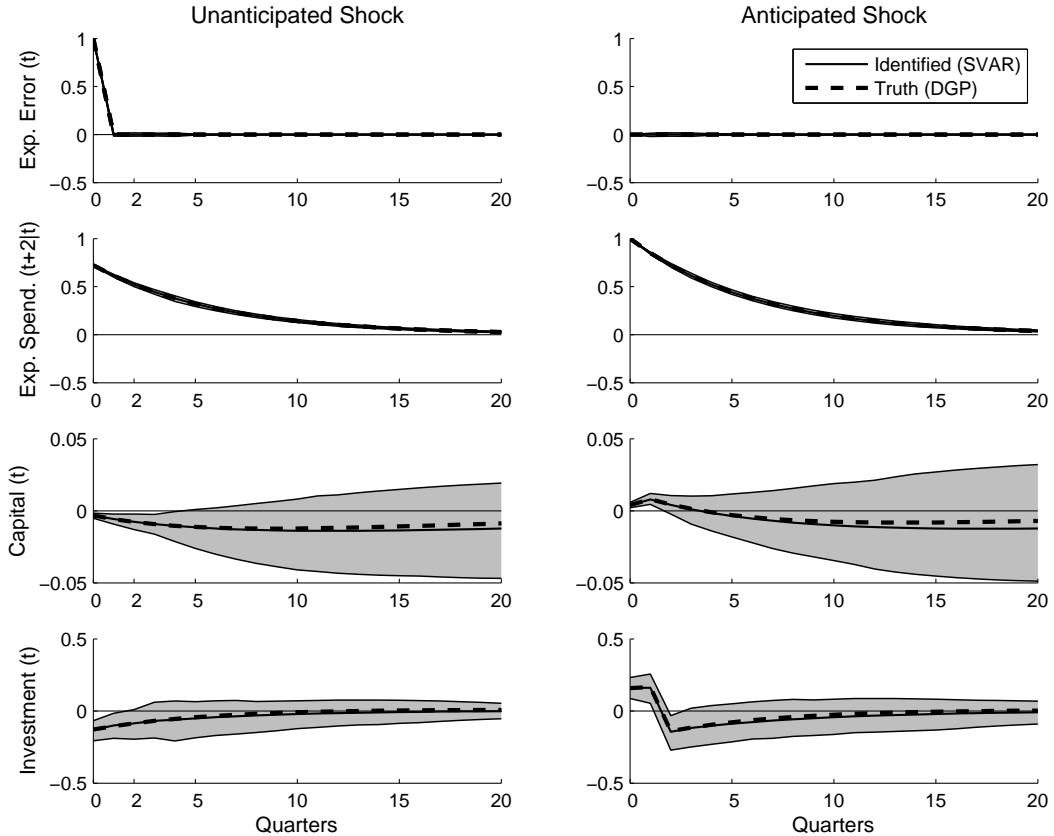 Unanticipated Shock
Anticipated Shock
Exp. Error (t)
1
0.5
0
−0.5
0 2 5 10 15 20
1
0.5
0
−0.5
0 5 10 15 20
Identified (SVAR)
Truth (DGP)
Exp. Spend. (t+2|t)
1
0.5
0
−0.5
0 2 5 10 15 20
1
0.5
0
−0.5
0 5 10 15 20
Capital (t)
0.05
0
−0.05
0 2 5 10 15 20
0.05
0
−0.05
0 5 10 15 20
Investment (t)
0.5
0
−0.5
0 2 5 10 15 20
Quarters
0.5
0
−0.5
0 5 10 15 20
Quarters